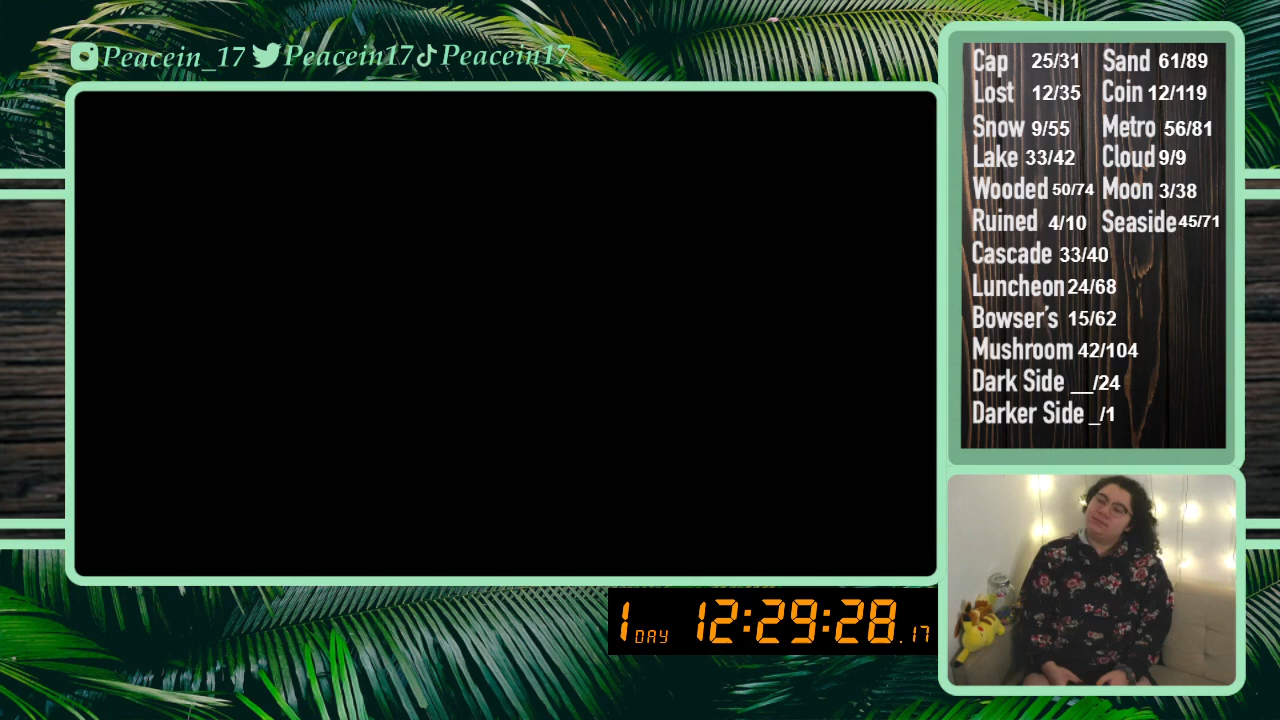 Peacein_17 Peacein17 Peacein17
Cap 25/31 Sand 61/89
Lost 12/35 Coin 12/119
Snow 9/55 Metro 56/81
Lake 33/42 Cloud 9/9
Wooded 50/74 Moon 3/38
Ruined 4/10 Seaside 45/71
Cascade 33/40
Luncheon 24/68
Bowser's 15/62
Mushroom 42/104
Dark Side __/24
Darker Side _/1
1 DAY 12:29:28.17